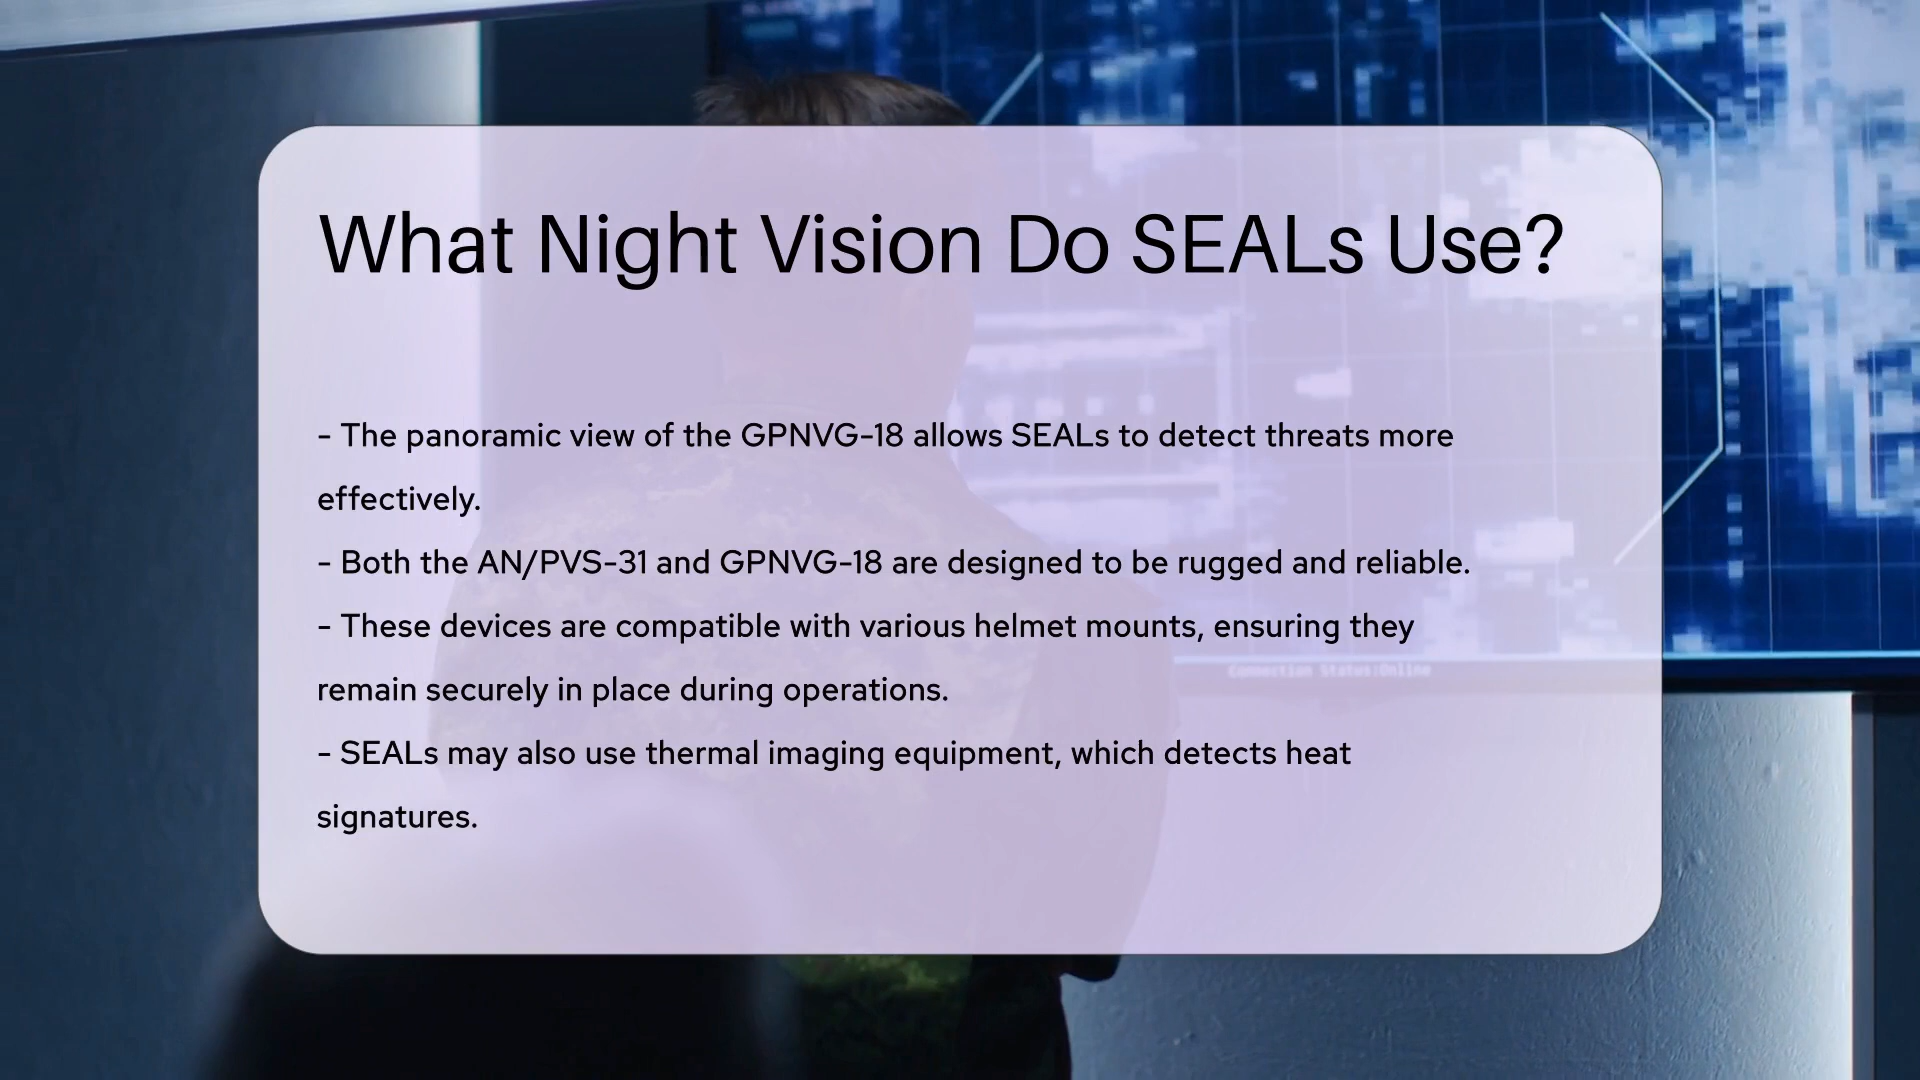 What Night Vision Do SEALs Use?
- The panoramic view of the GPNVG-18 allows SEALs to detect threats more
effectively.
- Both the AN/PVS-31 and GPNVG-18 are designed to be rugged and reliable.
- These devices are compatible with various helmet mounts, ensuring they
remain securely in place during operations.
Connection Status:Online
- SEALs may also use thermal imaging equipment, which detects heat
signatures.